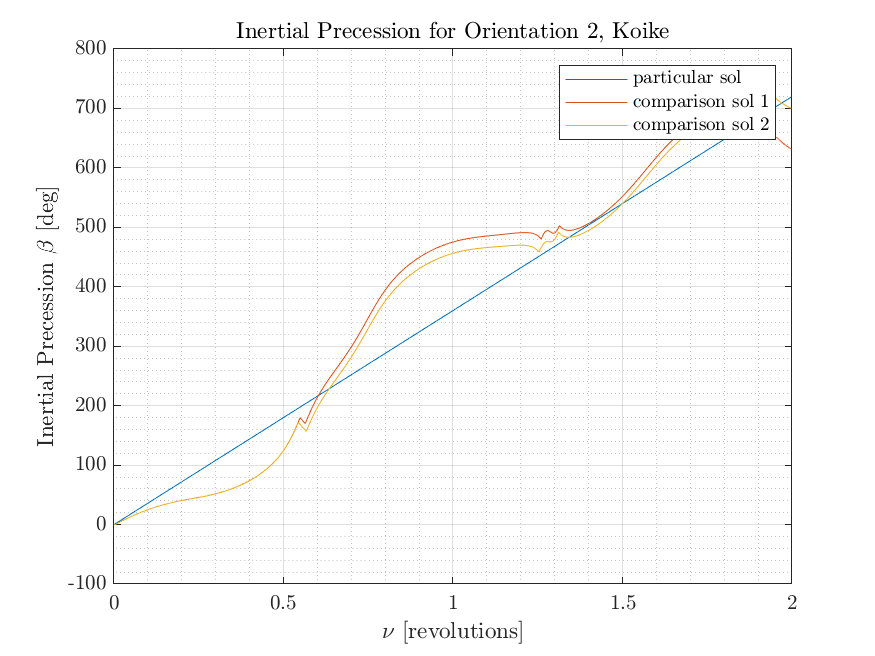 Inertial Precession for Orientation 2, Koike
particular sol
comparison sol 1
comparison sol 2
Inertial Precession β [deg]
800
700
600
500
400
300
200
100
0
-100
0 0.5 1 1.5 2
ν [revolutions]